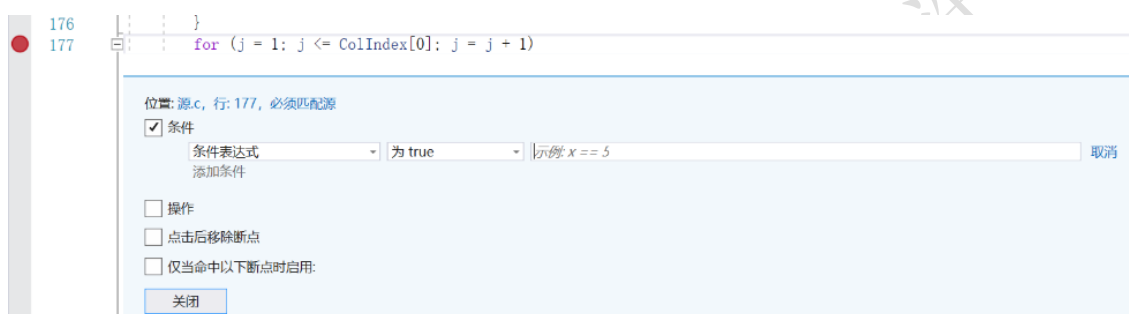 176 }
177 for (j = 1; j <= ColIndex[0]; j = j + 1)
位置: 源.c, 行: 177, 必须匹配源
条件
条件表达式 为 true 示例: x == 5 取消
添加条件
操作
点击后移除断点
仅当命中以下断点时启用:
关闭